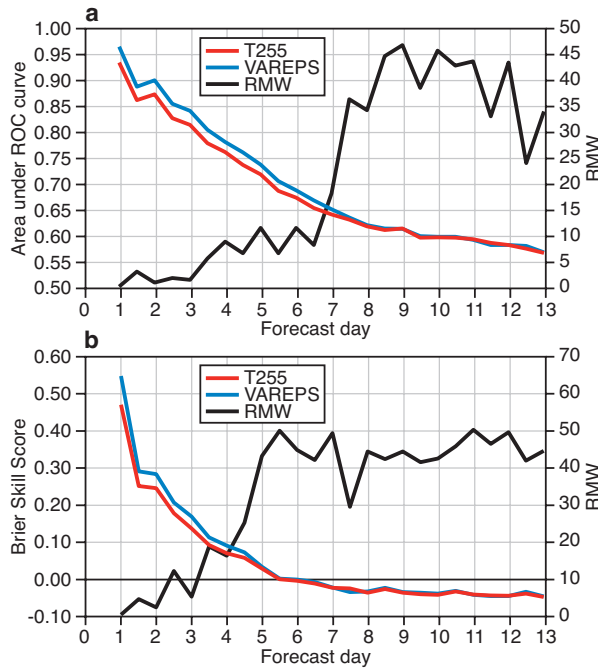 a
1.00
0.95
0.90
0.85
0.80
0.75
0.70
0.65
0.60
0.55
0.50
Area under ROC curve
T255
VAREPS
RMW
50
45
40
35
30
25
20
15
10
5
0
RMW
0 1 2 3 4 5 6 7 8 9 10 11 12 13
Forecast day
b
0.60
0.50
0.40
0.30
0.20
0.10
0.00
-0.10
Brier Skill Score
T255
VAREPS
RMW
70
60
50
40
30
20
10
0
RMW
0 1 2 3 4 5 6 7 8 9 10 11 12 13
Forecast day